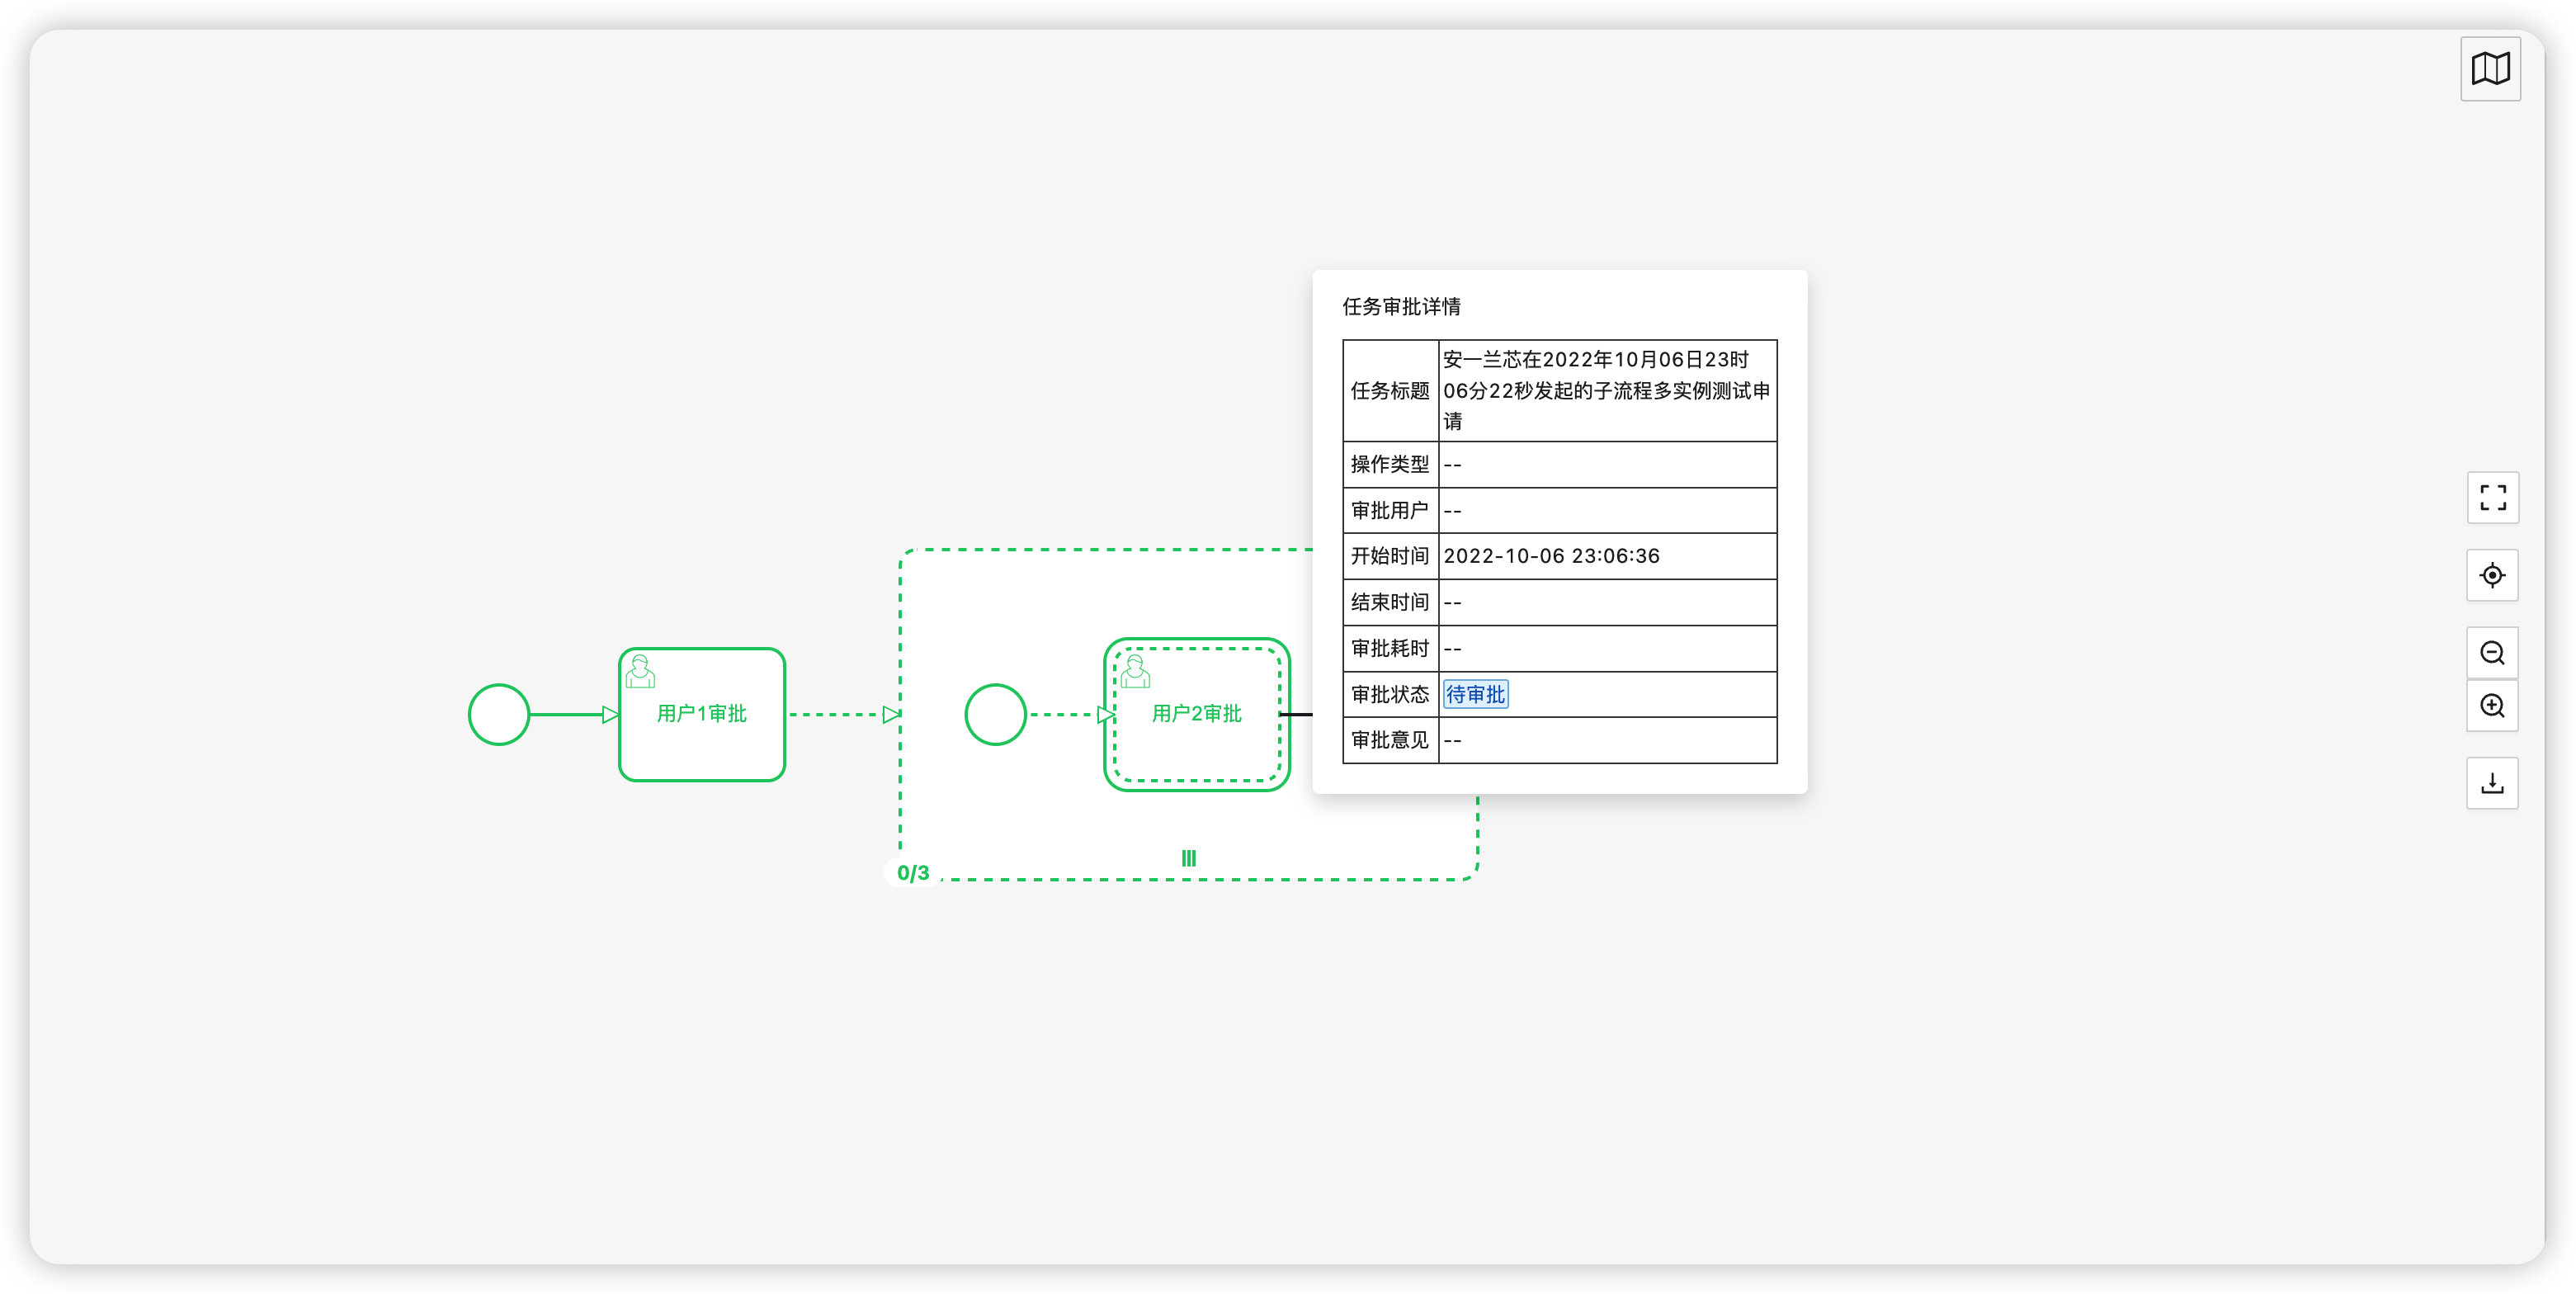 任务审批详情
任务标题
安一兰芯在2022年10月06日23时
06分22秒发起的子流程多实例测试申
请
操作类型 --
审批用户 --
开始时间 2022-10-06 23:06:36
结束时间 --
审批耗时 --
审批状态 待审批
审批意见 --
用户1审批
用户2审批
0/3